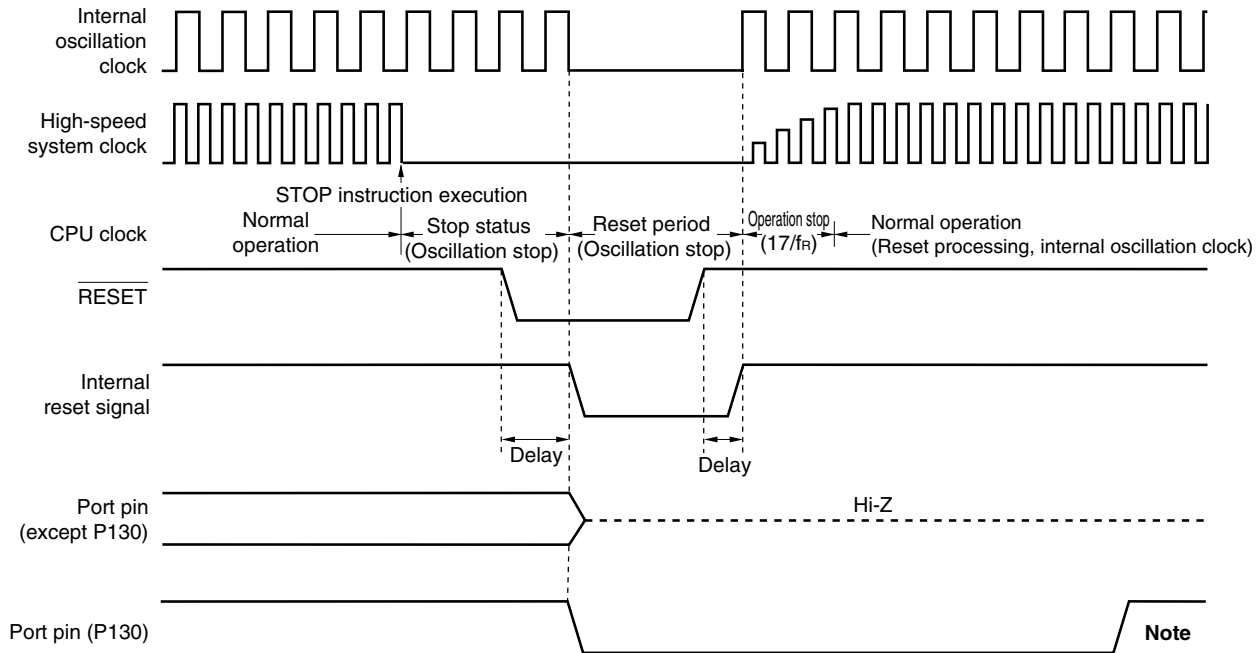 Internal
oscillation
clock
High-speed
system clock
STOP instruction execution
CPU clock
Normal
operation
Stop status
(Oscillation stop)
Reset period
(Oscillation stop)
Operation stop
(17/fR)
Normal operation
(Reset processing, internal oscillation clock)
RESET
Internal
reset signal
Delay
Delay
Port pin
(except P130)
Hi-Z
Port pin (P130)
Note